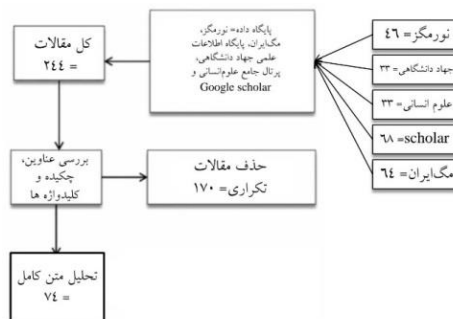 نورمگز= ۴۶
جهاد دانشگاهی= ۳۳
علوم انسانی= ۳۳
scholar= ۶۸
مگ‌ایران= ۶۴
پایگاه داده= نورمگز،
مگ‌ایران، پایگاه اطلاعات
علمی جهاد دانشگاهی،
پرتال جامع علوم‌انسانی و
Google scholar
کل مقالات
= ۲۴۴
بررسی عناوین،
چکیده و
کلیدواژه ها
حذف مقالات
تکراری= ۱۷۰
تحلیل متن کامل
= ۷۴